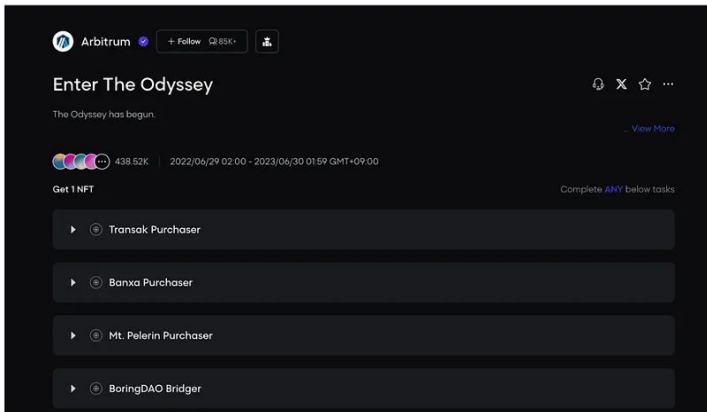 Arbitrum + Follow 85K+
Enter The Odyssey
The Odyssey has begun.
... View More
438.52K 2022/06/29 02:00 - 2023/06/30 01:59 GMT+09:00
Get 1 NFT Complete ANY below tasks
Transak Purchaser
Banxa Purchaser
Mt. Pelerin Purchaser
BoringDAO Bridger